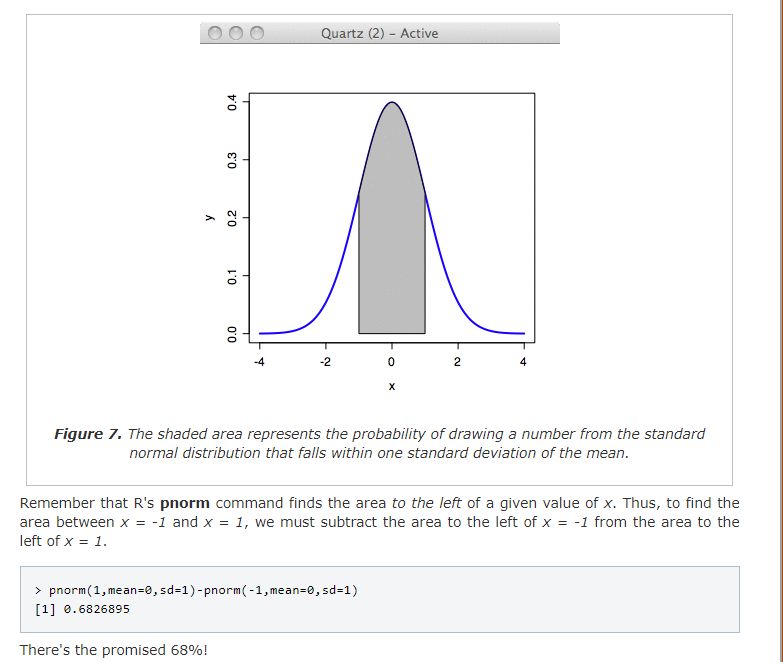 Quartz (2) – Active
0.4
0.3
0.2
0.1
0.0
y
-4 -2 0 2 4
x
Figure 7. The shaded area represents the probability of drawing a number from the standard
normal distribution that falls within one standard deviation of the mean.
Remember that R's pnorm command finds the area to the left of a given value of x. Thus, to find the
area between x = -1 and x = 1, we must subtract the area to the left of x = -1 from the area to the
left of x = 1.
> pnorm(1,mean=0,sd=1)-pnorm(-1,mean=0,sd=1)
[1] 0.6826895
There's the promised 68%!